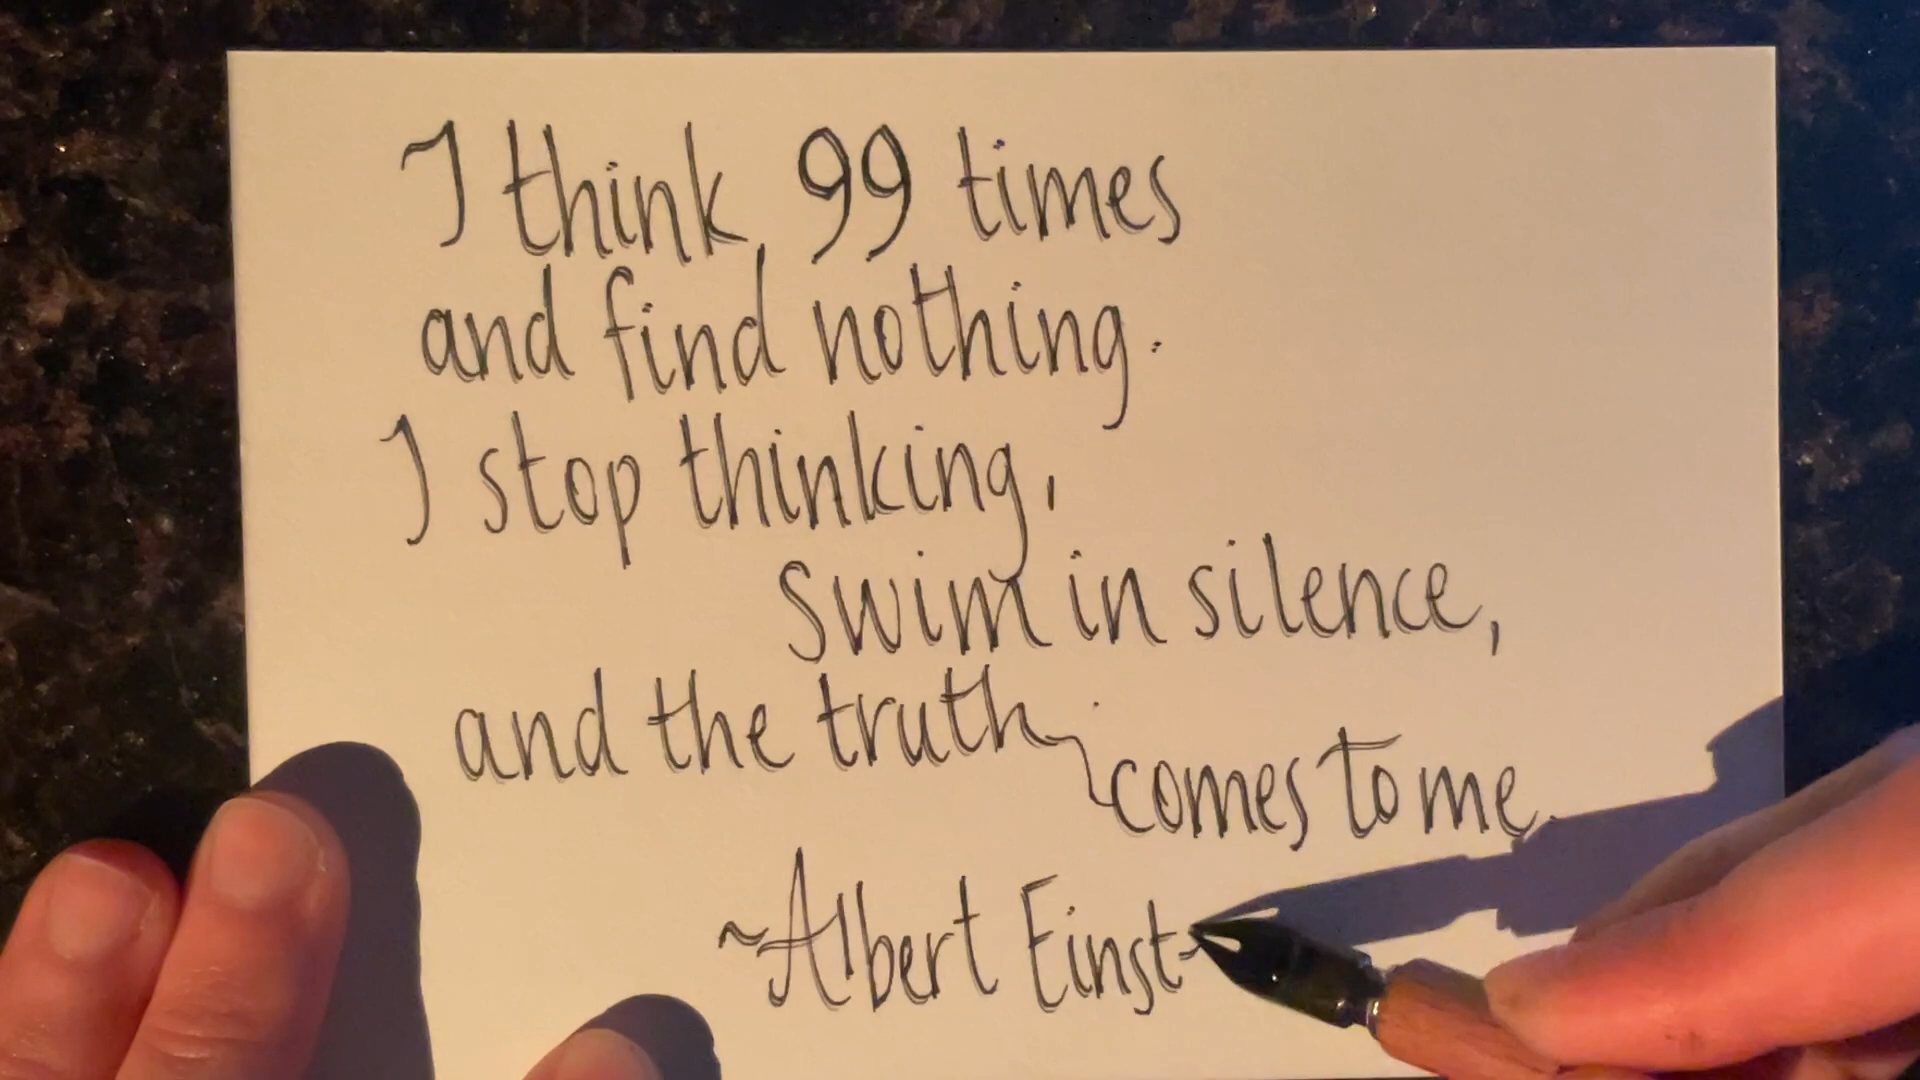 I think 99 times
and find nothing.
I stop thinking,
swim in silence,
and the truth
comes to me.
~Albert Einst